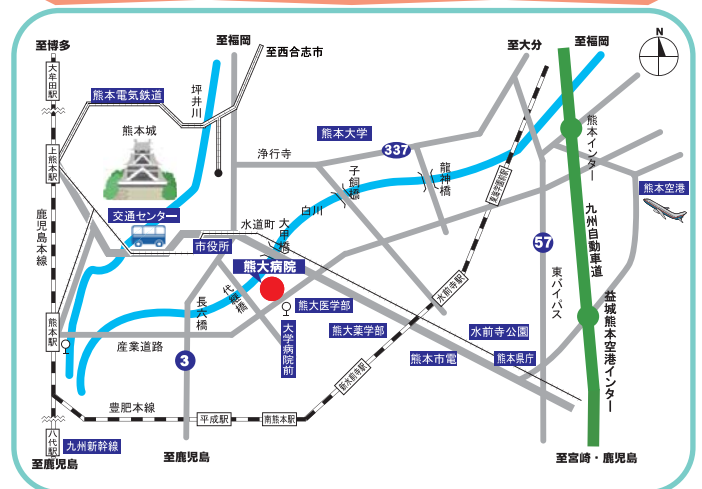 至博多
至福岡
至西合志市
至大分
至福岡
N
大牟田駅
熊本電気鉄道
坪井川
熊本城
熊本大学
337
浄行寺
子飼橋
龍神橋
熊本インター
上熊本駅
東海学園前駅
熊本空港
交通センター
白川
水道町
大甲橋
市役所
鹿児島本線
九州自動車道
57
熊大病院
水前寺駅
東バイパス
益城熊本空港インター
代継橋
長六橋
熊大医学部
大学病院前
熊大薬学部
水前寺公園
熊本駅
産業道路
3
熊本市電
熊本県庁
新水前寺駅
豊肥本線
平成駅
南熊本駅
八代駅
九州新幹線
至鹿児島
至鹿児島
至宮崎・鹿児島